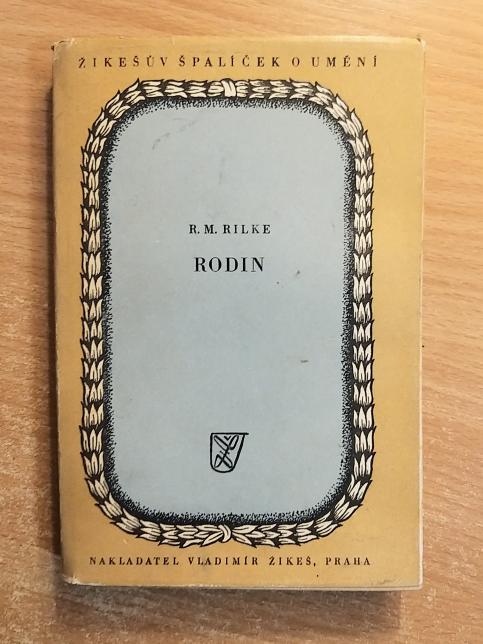 ŽIKEŠŮV ŠPALÍČEK O UMĚNÍ
R. M. RILKE
RODIN
NAKLADATEL VLADIMÍR ŽIKEŠ, PRAHA